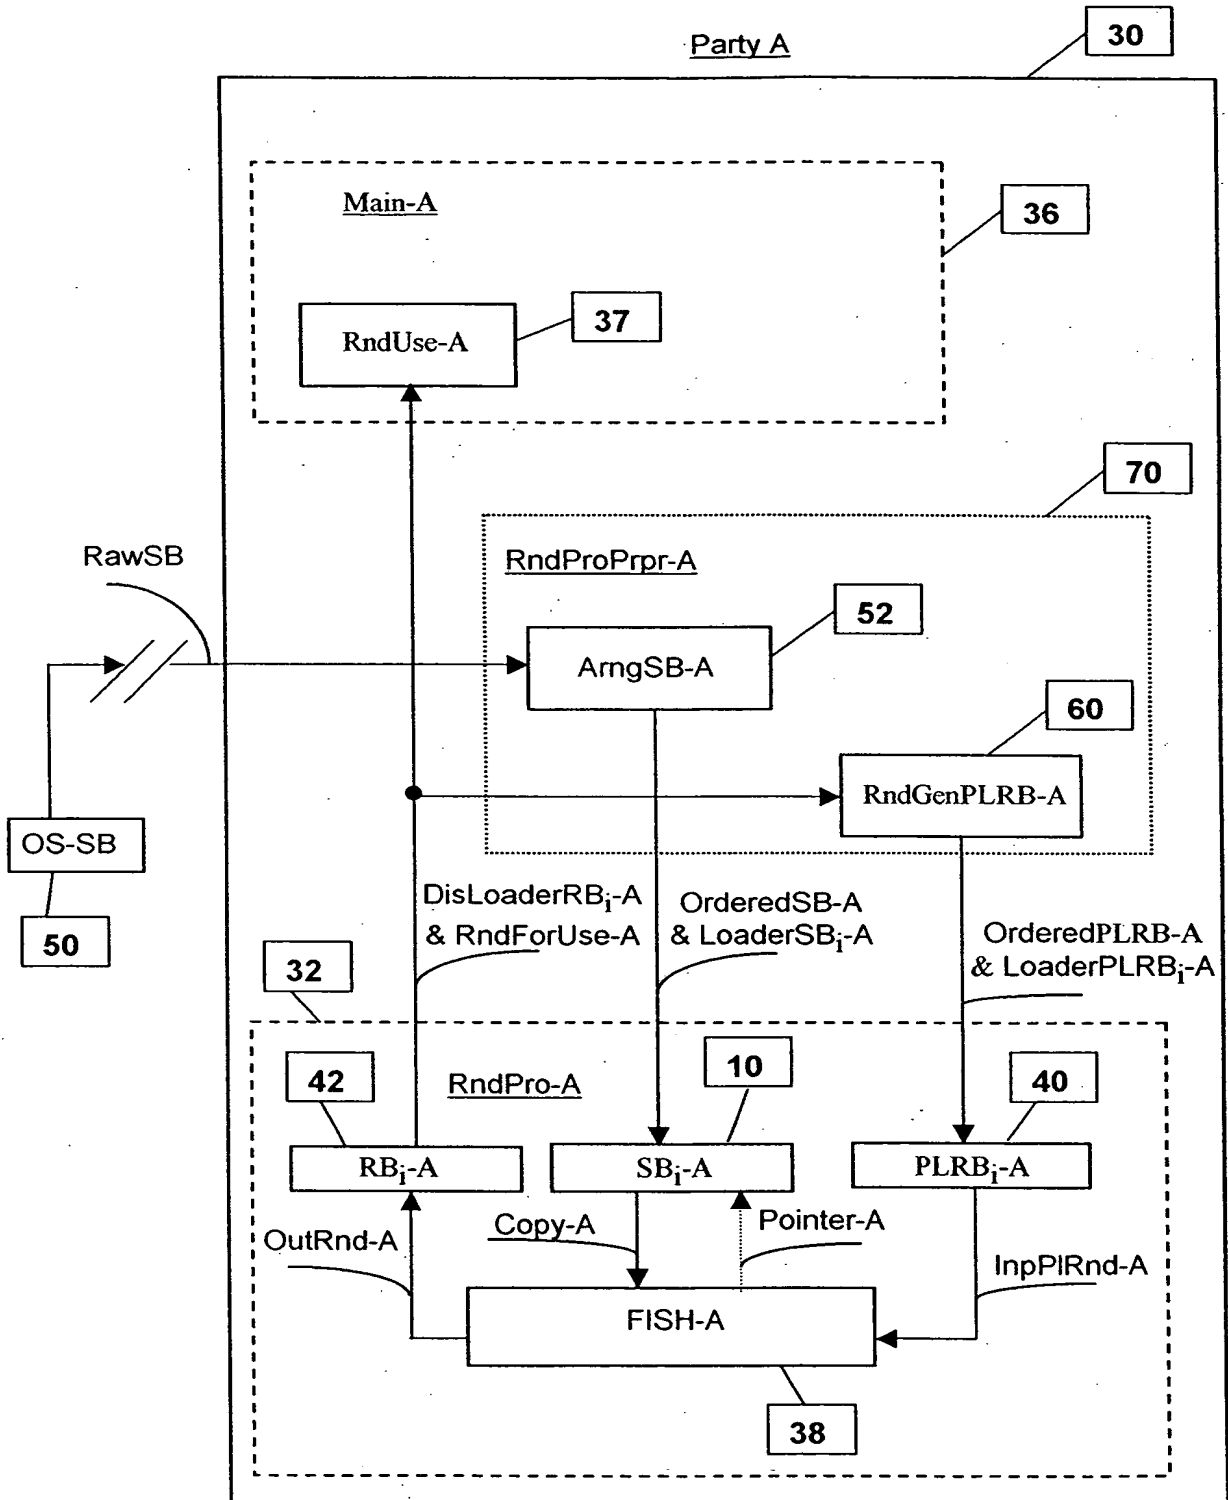 Party A
30
Main-A
36
37
RndUse-A
70
RawSB
RndProPrpr-A
52
ArngSB-A
60
RndGenPLRB-A
OS-SB
50
DisLoaderRBi-A
& RndForUse-A
OrderedSB-A
& LoaderSBi-A
OrderedPLRB-A
& LoaderPLRBi-A
32
42
RndPro-A
10
40
RBi-A
SBi-A
PLRBi-A
OutRnd-A
Copy-A
Pointer-A
InpPlRnd-A
FISH-A
38